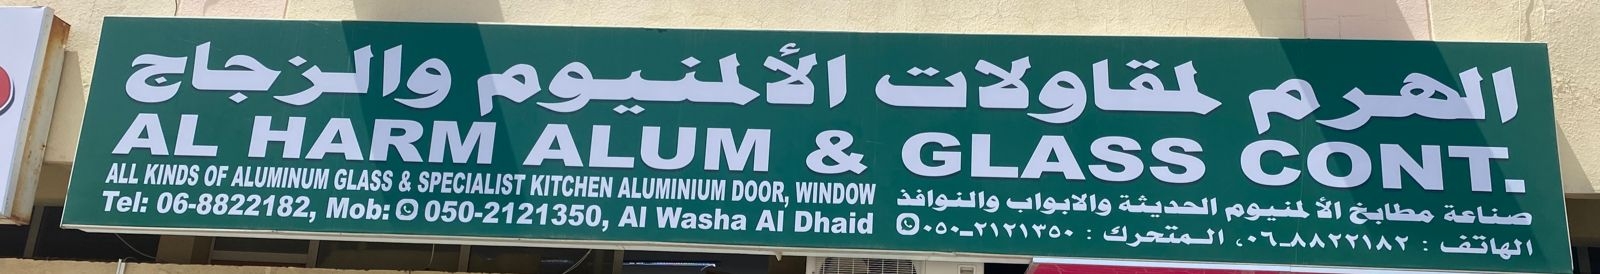 الهرم لمقاولات الألمنيوم والزجاج
AL HARM ALUM & GLASS CONT.
ALL KINDS OF ALUMINUM GLASS & SPECIALIST KITCHEN ALUMINIUM DOOR, WINDOW
Tel: 06-8822182, Mob: 050-2121350, Al Washa Al Dhaid
صناعة مطابخ الألمنيوم الحديثة والابواب والنوافذ
الهاتف : ٠٦-٨٨٢٢١٨٢، المتحرك : ٠٥٠-٢١٢١٣٥٠